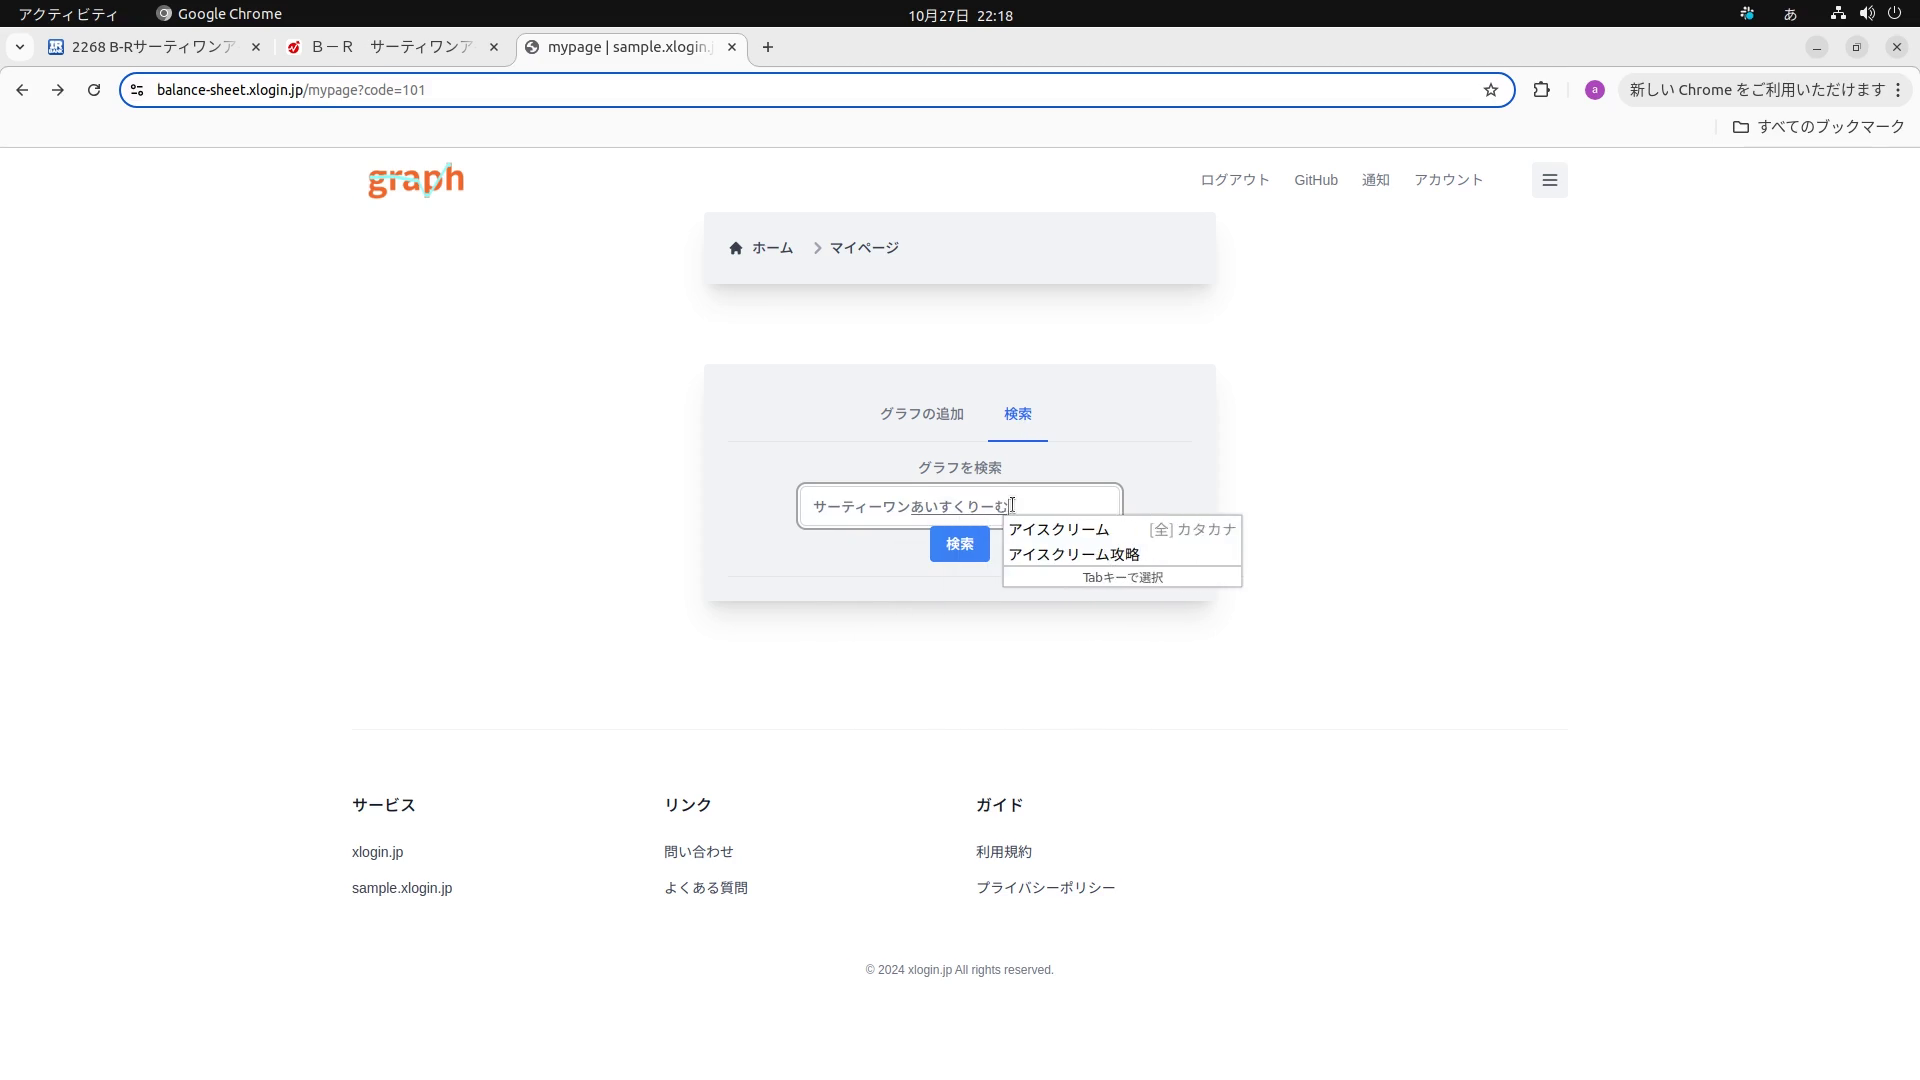 アクティビティ Google Chrome 10月27日 22:18 あ
2268 B-Rサーティワンア B－R サーティワンア mypage | sample.xlogin.
balance-sheet.xlogin.jp/mypage?code=101 a 新しい Chrome をご利用いただけます
すべてのブックマーク
graph ログアウト GitHub 通知 アカウント
ホーム マイページ
グラフの追加 検索
グラフを検索
サーティーワンあいすくりーむ
アイスクリーム [全] カタカナ
検索
アイスクリーム攻略
Tabキーで選択
サービス リンク ガイド
xlogin.jp 問い合わせ 利用規約
sample.xlogin.jp よくある質問 プライバシーポリシー
© 2024 xlogin.jp All rights reserved.